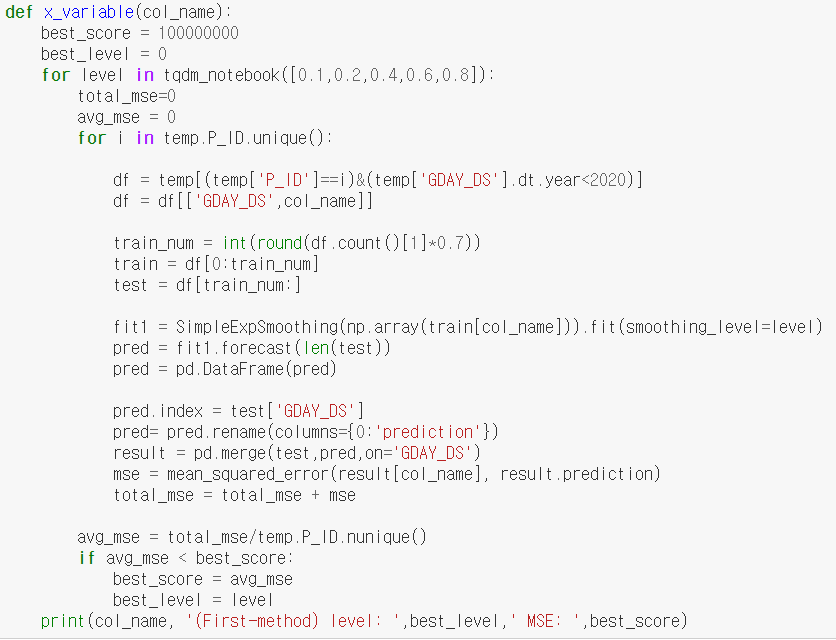 def x_variable(col_name):
    best_score = 100000000
    best_level = 0
    for level in tqdm_notebook([0.1,0.2,0.4,0.6,0.8]):
        total_mse=0
        avg_mse = 0
        for i in temp.P_ID.unique():

            df = temp[(temp['P_ID']==i)&(temp['GDAY_DS'].dt.year<2020)]
            df = df[['GDAY_DS',col_name]]

            train_num = int(round(df.count()[1]*0.7))
            train = df[0:train_num]
            test = df[train_num:]

            fit1 = SimpleExpSmoothing(np.array(train[col_name])).fit(smoothing_level=level)
            pred = fit1.forecast(len(test))
            pred = pd.DataFrame(pred)

            pred.index = test['GDAY_DS']
            pred= pred.rename(columns={0:'prediction'})
            result = pd.merge(test,pred,on='GDAY_DS')
            mse = mean_squared_error(result[col_name], result.prediction)
            total_mse = total_mse + mse

        avg_mse = total_mse/temp.P_ID.nunique()
        if avg_mse < best_score:
            best_score = avg_mse
            best_level = level
    print(col_name, '(First-method) level: ',best_level,' MSE: ',best_score)